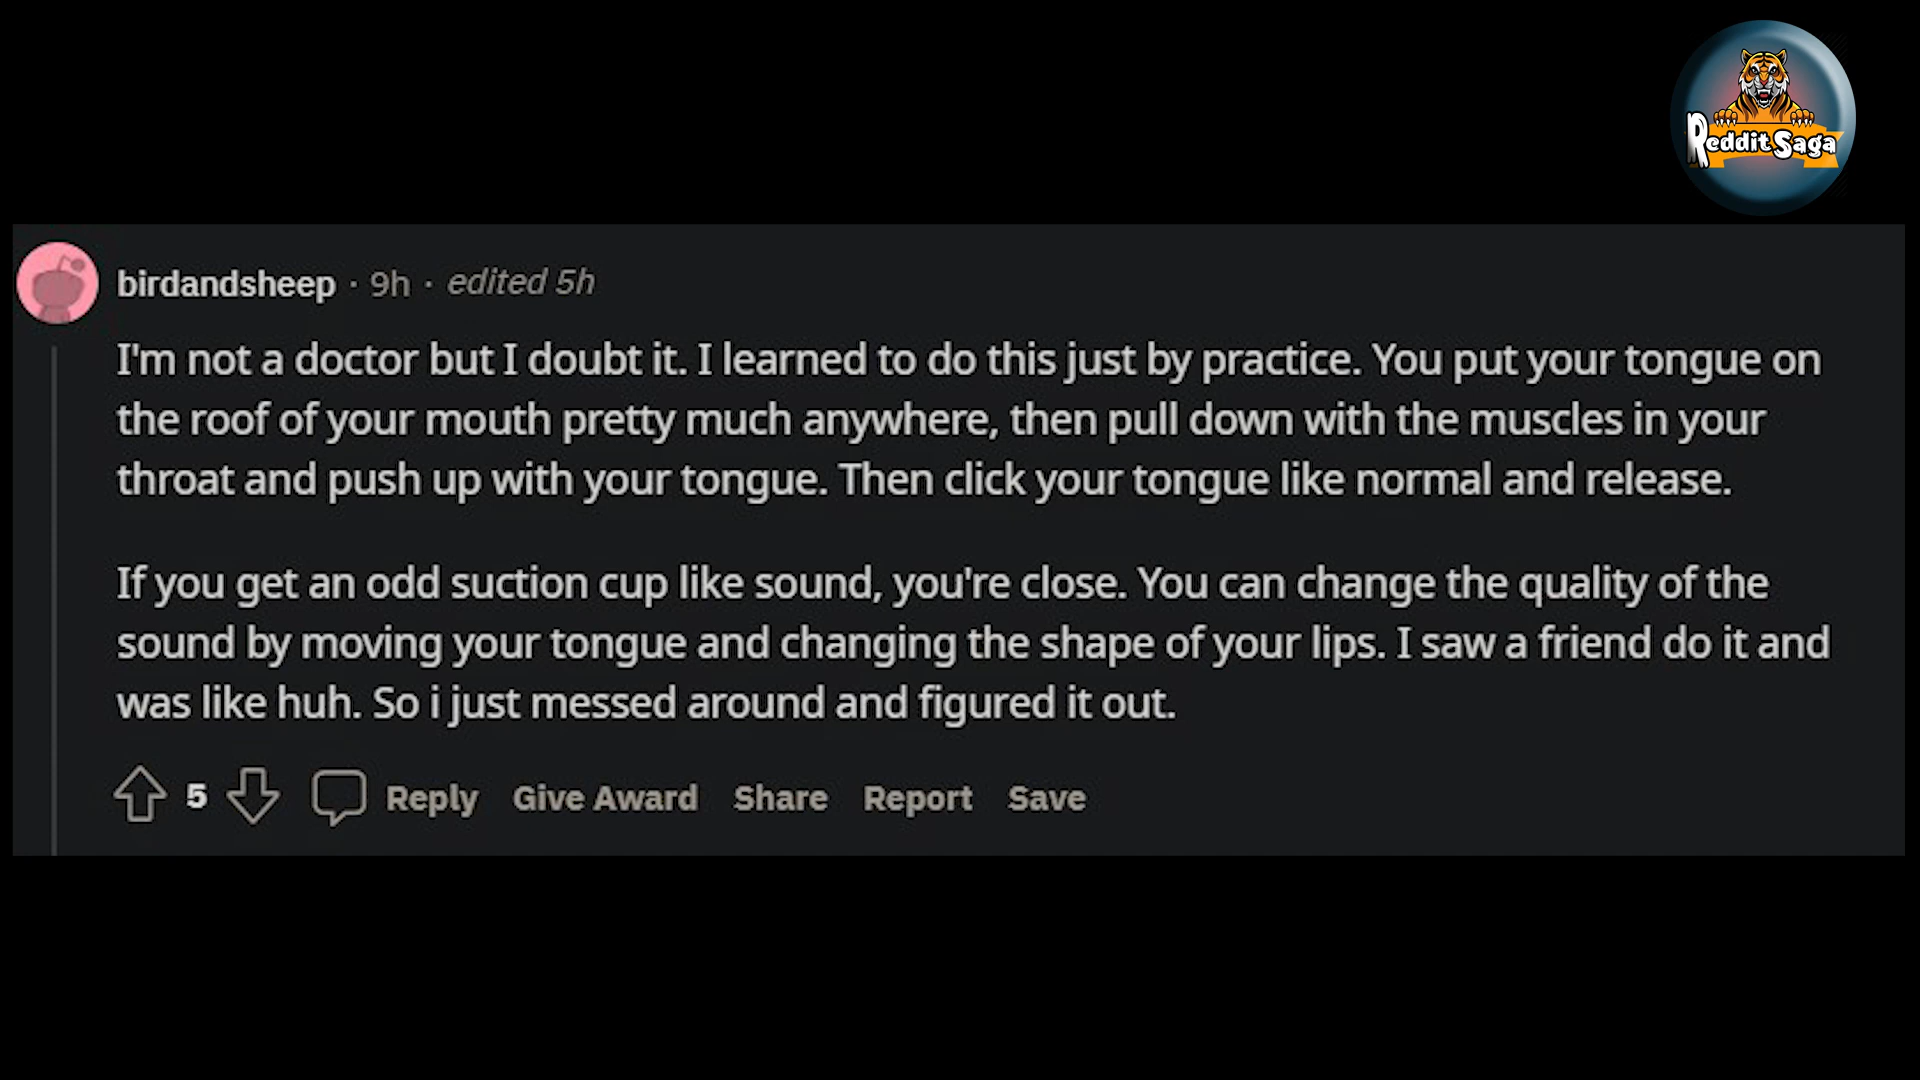 Reddit Saga
birdandsheep · 9h · edited 5h
I'm not a doctor but I doubt it. I learned to do this just by practice. You put your tongue on
the roof of your mouth pretty much anywhere, then pull down with the muscles in your
throat and push up with your tongue. Then click your tongue like normal and release.
If you get an odd suction cup like sound, you're close. You can change the quality of the
sound by moving your tongue and changing the shape of your lips. I saw a friend do it and
was like huh. So i just messed around and figured it out.
5 Reply Give Award Share Report Save